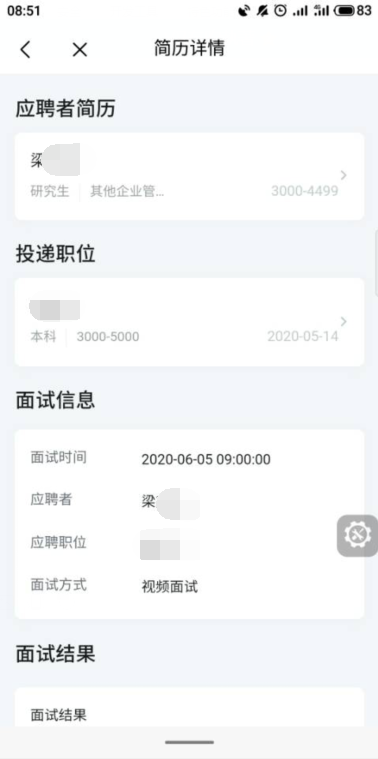 08:51
83
简历详情
应聘者简历
梁
研究生 其他企业管... 3000-4499
投递职位
本科 3000-5000 2020-05-14
面试信息
面试时间 2020-06-05 09:00:00
应聘者 梁
应聘职位
面试方式 视频面试
面试结果
面试结果